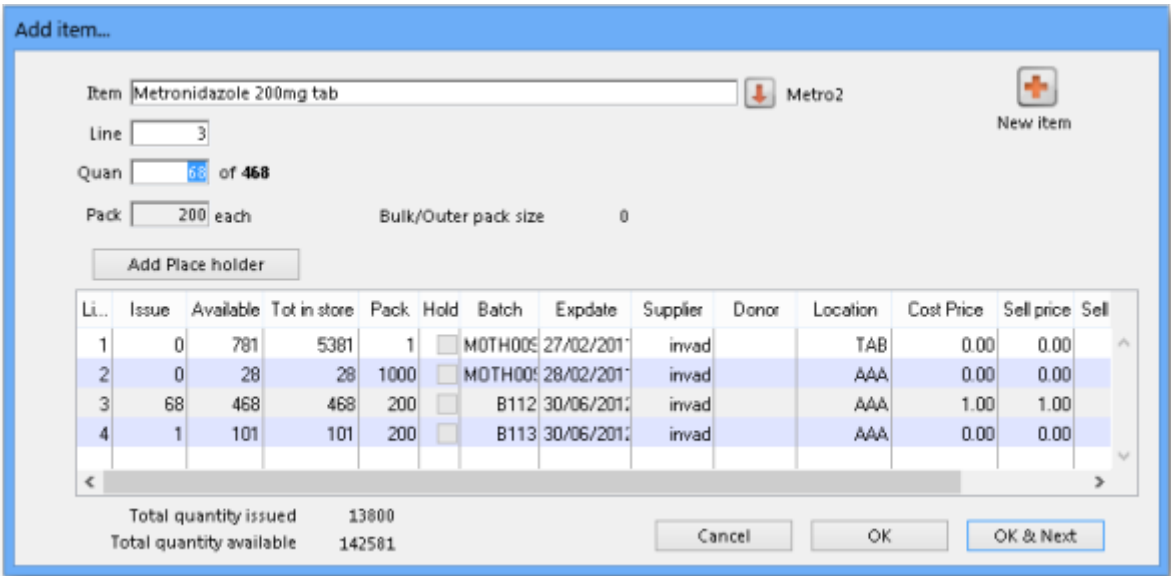 Add item...
Item Metronidazole 200mg tab Metro2
New item
Line 3
Quan 68 of 468
Pack 200 each Bulk/Outer pack size 0
Add Place holder
Li... Issue Available Tot in store Pack Hold Batch Expdate Supplier Donor Location Cost Price Sell price Sell
1 0 781 5381 1 27/02/201 invad TAB 0.00 0.00
2 0 28 28 1000 28/02/201 invad AAA 0.00 0.00
3 68 468 468 200 B112 30/06/201 invad AAA 1.00 1.00
4 1 101 101 200 B113 30/06/201 invad AAA 0.00 0.00
Total quantity issued 13800
Total quantity available 142581
Cancel OK OK & Next